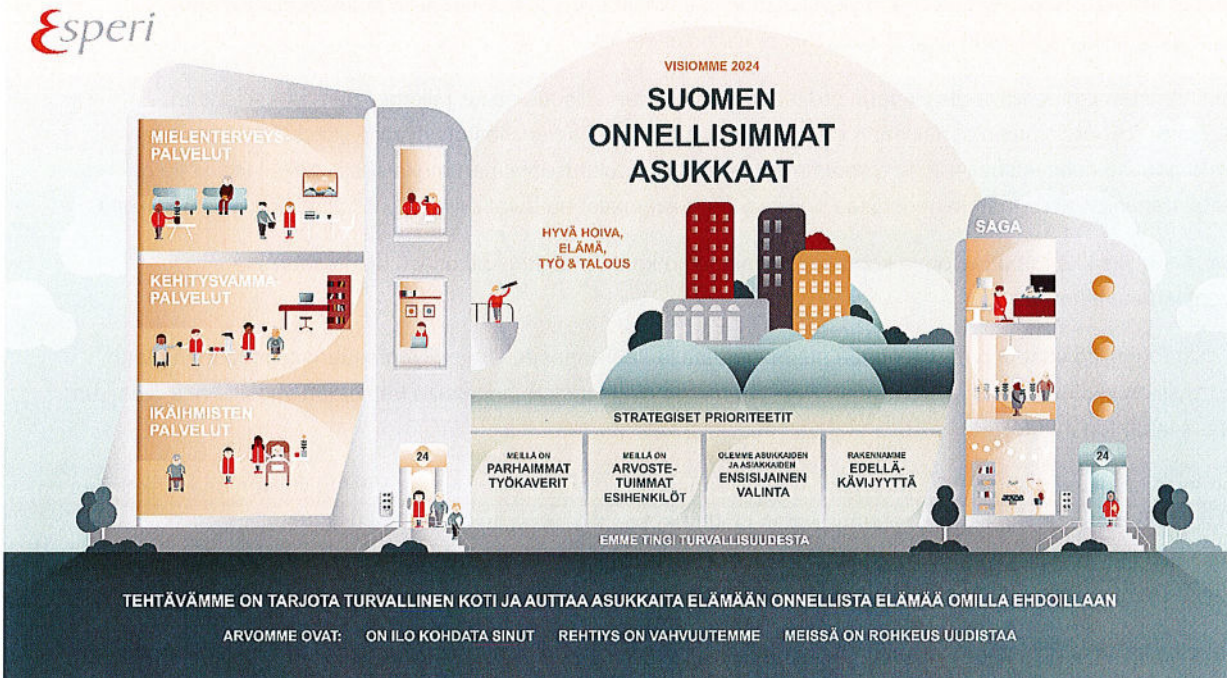 Esperi
VISIOMME 2024
SUOMEN
ONNELLISIMMAT
ASUKKAAT
HYVÄ HOIVA,
ELÄMÄ,
TYÖ & TALOUS
MIELENTERVEYS-
PALVELUT
KEHITYSVAMMA-
PALVELUT
IKÄIHMISTEN
PALVELUT
24
SAGA
24
STRATEGISET PRIORITEETIT
MEILLÄ ON
PARHAIMMAT
TYÖKAVERIT
MEILLÄ ON
ARVOSTE-
TUIMMAT
ESIHENKILÖT
OLEMME ASUKKAIDEN
JA ASIAKKAIDEN
ENSISIJAINEN
VALINTA
RAKENNAMME
EDELLÄ-
KÄVIJYYTTÄ
EMME TINGI TURVALLISUUDESTA
TEHTÄVÄMME ON TARJOTA TURVALLINEN KOTI JA AUTTAA ASUKKAITA ELÄMÄÄN ONNELLISTA ELÄMÄÄ OMILLA EHDOILLAAN
ARVOMME OVAT: ON ILO KOHDATA SINUT REHTIYS ON VAHVUUTEMME MEISSÄ ON ROHKEUS UUDISTAA